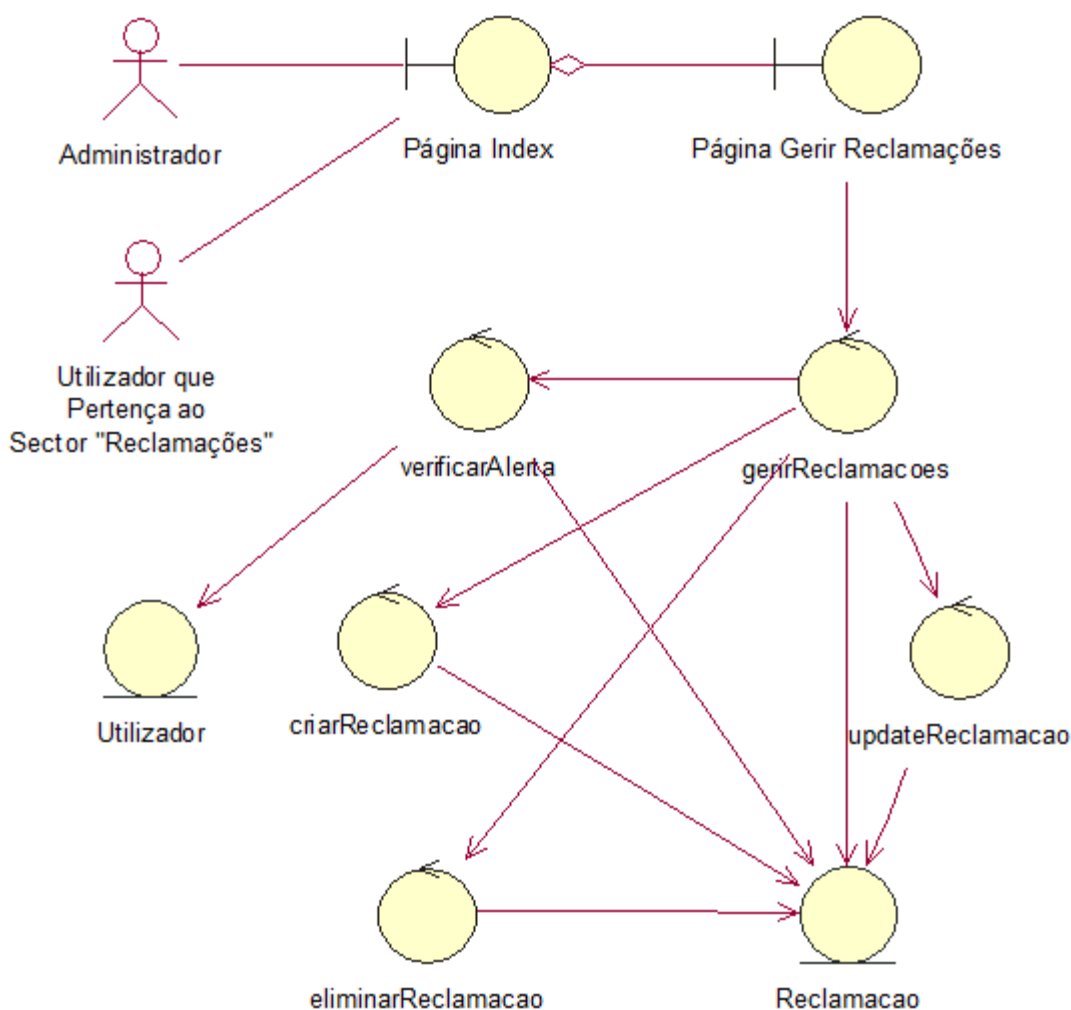 Administrador
Página Index
Página Gerir Reclamações
Utilizador que
Pertença ao
Sector "Reclamações"
verificarAlerta
gerirReclamacoes
Utilizador
criarReclamacao
updateReclamacao
eliminarReclamacao
Reclamacao